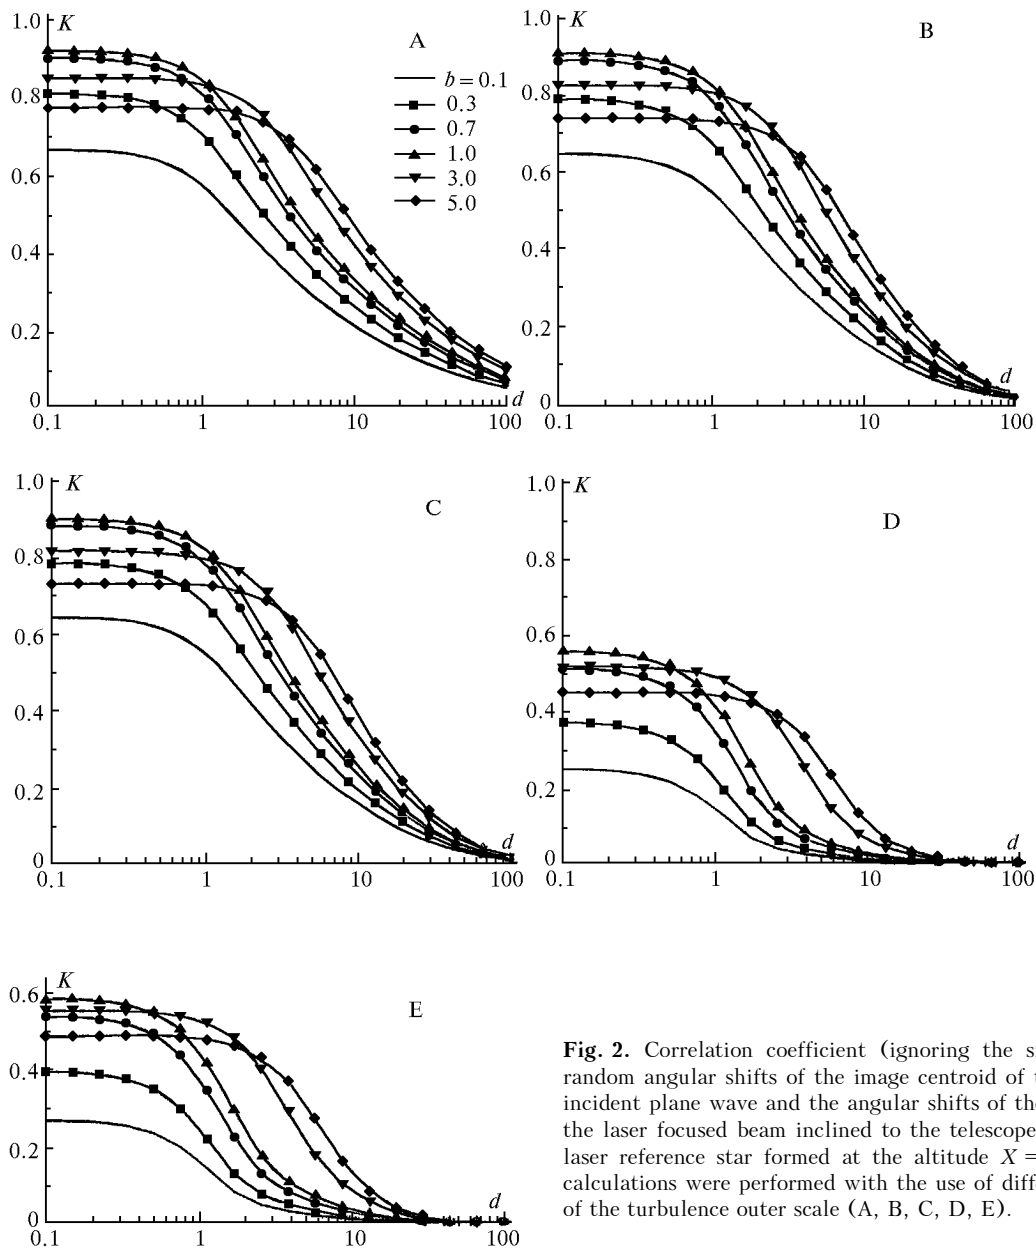 1.0 K
A
0.8
0.6
0.4
0.2
0
0.1 1 10 100
d
b = 0.1
0.3
0.7
1.0
3.0
5.0
1.0 K
B
0.8
0.6
0.4
0.2
0
0.1 1 10 100
d
1.0 K
C
0.8
0.6
0.4
0.2
0
0.1 1 10 100
d
1.0 K
D
0.8
0.6
0.4
0.2
0
0.1 1 10 100
d
K
0.6
E
0.4
0.2
0
0.1 1 10 100
d
Fig. 2. Correlation coefficient (ignoring the
random angular shifts of the image centroid of
incident plane wave and the angular shifts of
the laser focused beam inclined to the telescope
laser reference star formed at the altitude X =
calculations were performed with the use of
of the turbulence outer scale (A, B, C, D, E).